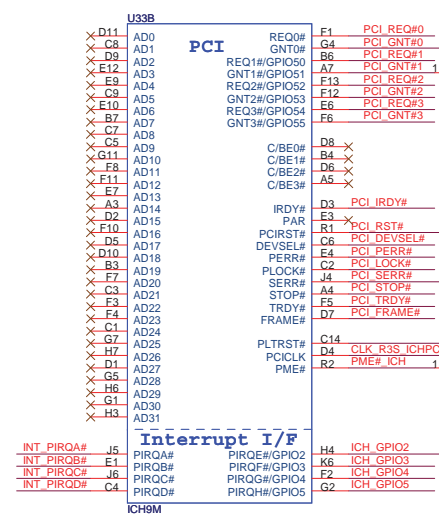 U33B
PCI
D11 AD0 REQ0# F1 PCI_REQ#0
C8 AD1 GNT0# G4 PCI_GNT#0
D9 AD2 REQ1#/GPIO50 B6 PCI_REQ#1
E12 AD3 GNT1#/GPIO51 A7 PCI_GNT#1 1
E9 AD4 REQ2#/GPIO52 F13 PCI_REQ#2
C9 AD5 GNT2#/GPIO53 F12 PCI_GNT#2
E10 AD6 REQ3#/GPIO54 E6 PCI_REQ#3
B7 AD7 GNT3#/GPIO55 F6 PCI_GNT#3
C7 AD8
C5 AD9 C/BE0# D8
G11 AD10 C/BE1# B4
F8 AD11 C/BE2# D6
F11 AD12 C/BE3# A5
E7 AD13
A3 AD14 IRDY# D3 PCI_IRDY#
D2 AD15 PAR E3
F10 AD16 PCIRST# R1 PCI_RST#
D5 AD17 DEVSEL# C6 PCI_DEVSEL#
D10 AD18 PERR# E4 PCI_PERR#
B3 AD19 PLOCK# C2 PCI_LOCK#
F7 AD20 SERR# J4 PCI_SERR#
C3 AD21 STOP# A4 PCI_STOP#
F3 AD22 TRDY# F5 PCI_TRDY#
F4 AD23 FRAME# D7 PCI_FRAME#
C1 AD24
G7 AD25 PLTRST# C14
H7 AD26 PCICLK D4 CLK_R3S_ICHPC
D1 AD27 PME# R2 PME#_ICH 1
G5 AD28
H6 AD29
G1 AD30
H3 AD31
Interrupt I/F
INT_PIRQA# J5 PIRQA# PIRQE#/GPIO2 H4 ICH_GPIO2
INT_PIRQB# E1 PIRQB# PIRQF#/GPIO3 K6 ICH_GPIO3
INT_PIRQC# J6 PIRQC# PIRQG#/GPIO4 F2 ICH_GPIO4
INT_PIRQD# C4 PIRQD# PIRQH#/GPIO5 G2 ICH_GPIO5
ICH9M